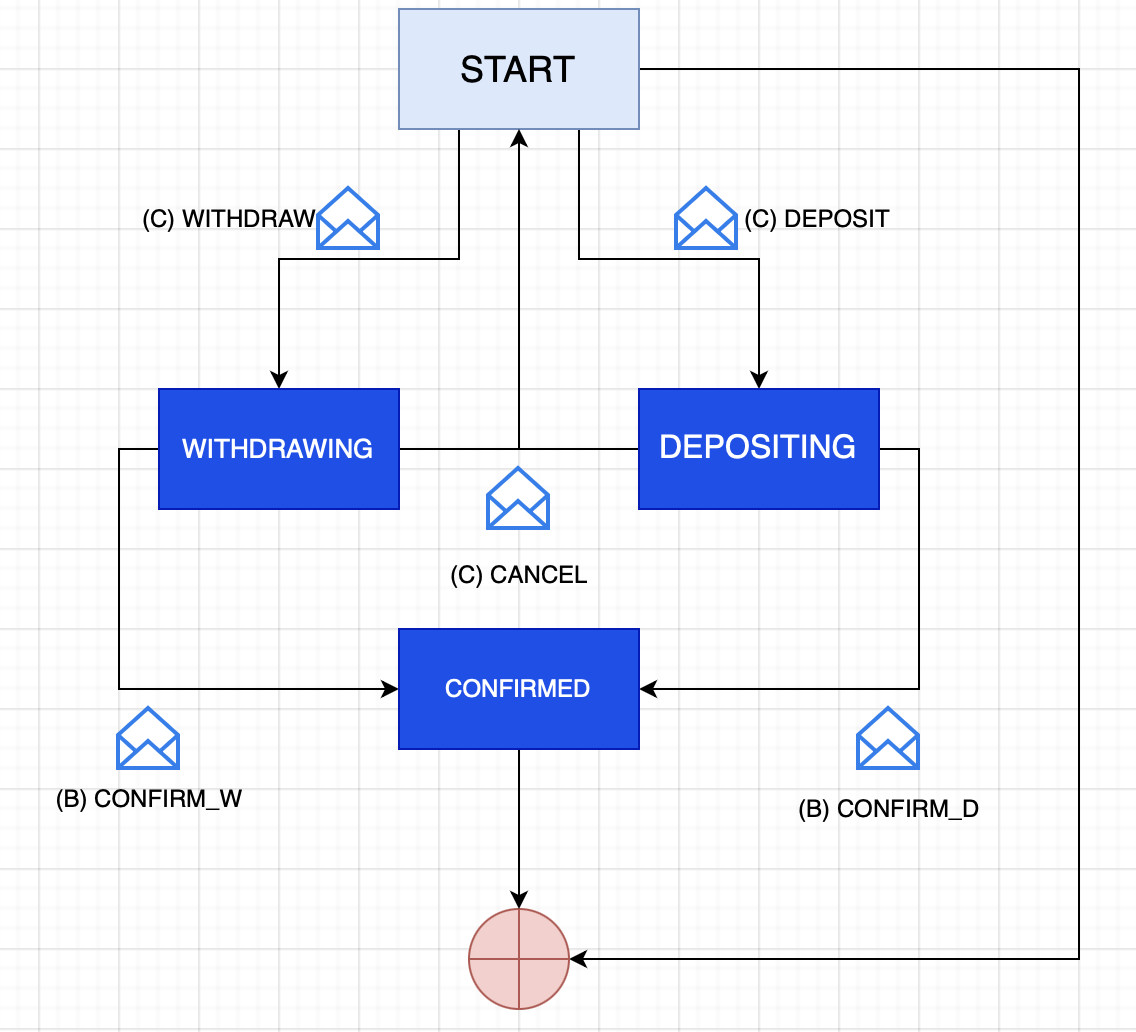 START
(C) WITHDRAW
(C) DEPOSIT
WITHDRAWING
DEPOSITING
(C) CANCEL
CONFIRMED
(B) CONFIRM_W
(B) CONFIRM_D